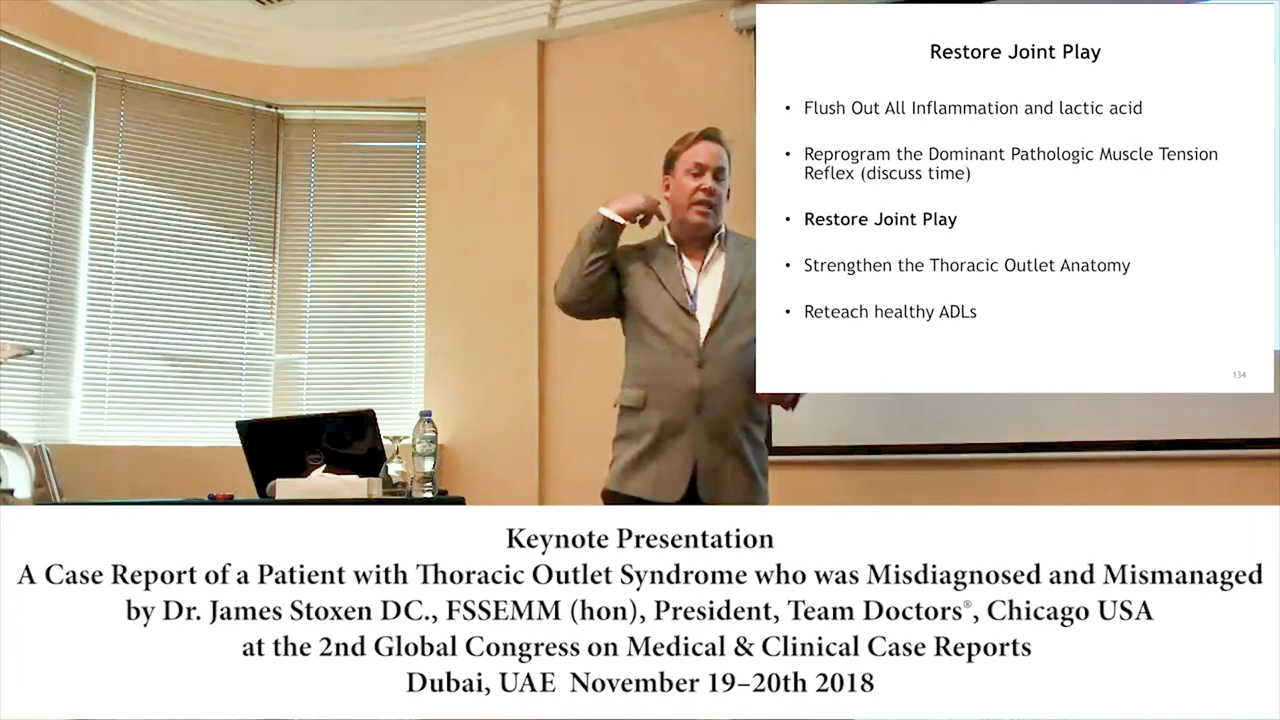 Restore Joint Play
• Flush Out All Inflammation and lactic acid
• Reprogram the Dominant Pathologic Muscle Tension
Reflex (discuss time)
• Restore Joint Play
• Strengthen the Thoracic Outlet Anatomy
• Reteach healthy ADLs
134
DELL
Keynote Presentation
A Case Report of a Patient with Thoracic Outlet Syndrome who was Misdiagnosed and Mismanaged
by Dr. James Stoxen DC., FSSEMM (hon), President, Team Doctors®, Chicago USA
at the 2nd Global Congress on Medical & Clinical Case Reports
Dubai, UAE November 19–20th 2018